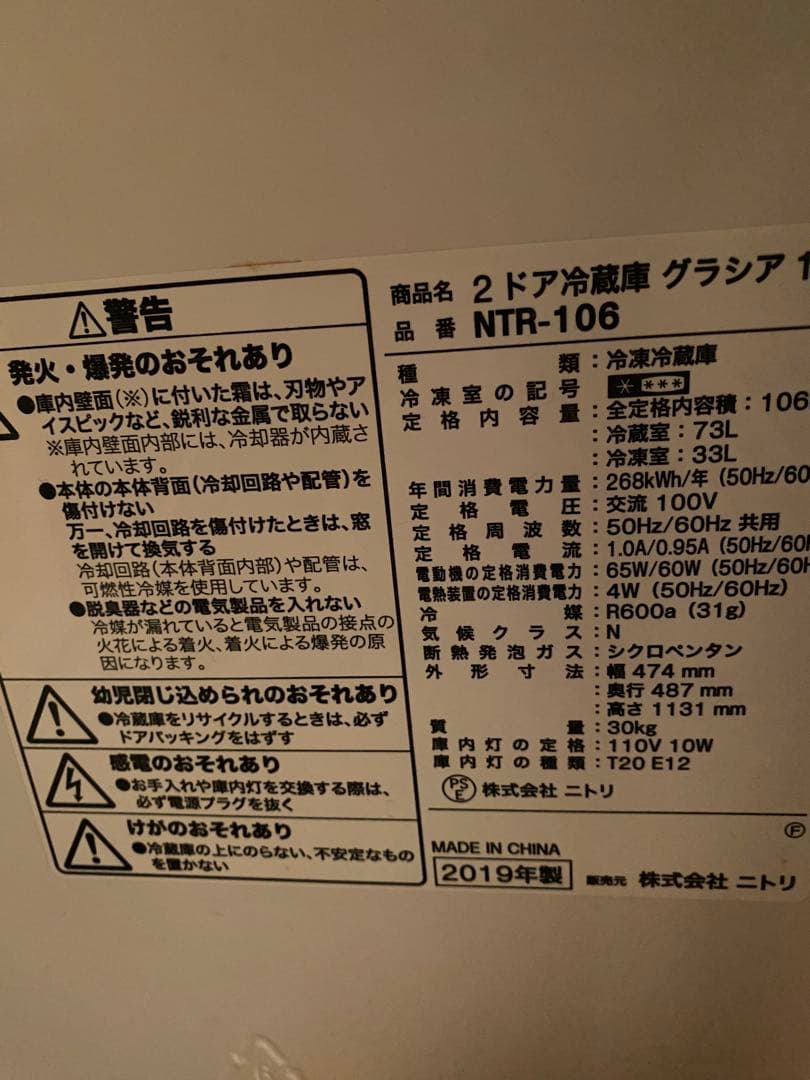 警告
発火・爆発のおそれあり
●庫内壁面(※)に付いた霜は、刃物やア
イスピックなど、鋭利な金属で取らない
※庫内壁面内部には、冷却器が内蔵さ
れています。
●本体の本体背面(冷却回路や配管)を
傷付けない
万一、冷却回路を傷付けたときは、窓
を開けて換気する
冷却回路(本体背面内部)や配管は、
可燃性冷媒を使用しています。
●脱臭器などの電気製品を入れない
冷媒が漏れていると電気製品の接点の
火花による着火、着火による爆発の原
因になります。
幼児閉じ込められのおそれあり
●冷蔵庫をリサイクルするときは、必ず
ドアパッキングをはずす
感電のおそれあり
●お手入れや庫内灯を交換する際は、
必ず電源プラグを抜く
けがのおそれあり
●冷蔵庫の上にのらない、不安定なもの
を置かない
商品名 2ドア冷蔵庫 グラシア 1
品番 NTR-106
種類:冷凍冷蔵庫
冷凍室の記号 * ***
定格内容量:全定格内容積:106
:冷蔵室:73L
:冷凍室:33L
年間消費電力量:268kWh/年(50Hz/60
定格電圧:交流 100V
定格周波数:50Hz/60Hz 共用
定格電流:1.0A/0.95A(50Hz/60H
電動機の定格消費電力:65W/60W(50Hz/60H
電熱装置の定格消費電力:4W(50Hz/60Hz)
冷媒:R600a(31g)
気候クラス:N
断熱発泡ガス:シクロペンタン
外形寸法:幅 474 mm
:奥行 487 mm
:高さ 1131 mm
質量:30kg
庫内灯の定格:110V 10W
庫内灯の種類:T20 E12
PSE 株式会社 ニトリ
Ⓕ
MADE IN CHINA
2019年製 販売元 株式会社 ニトリ